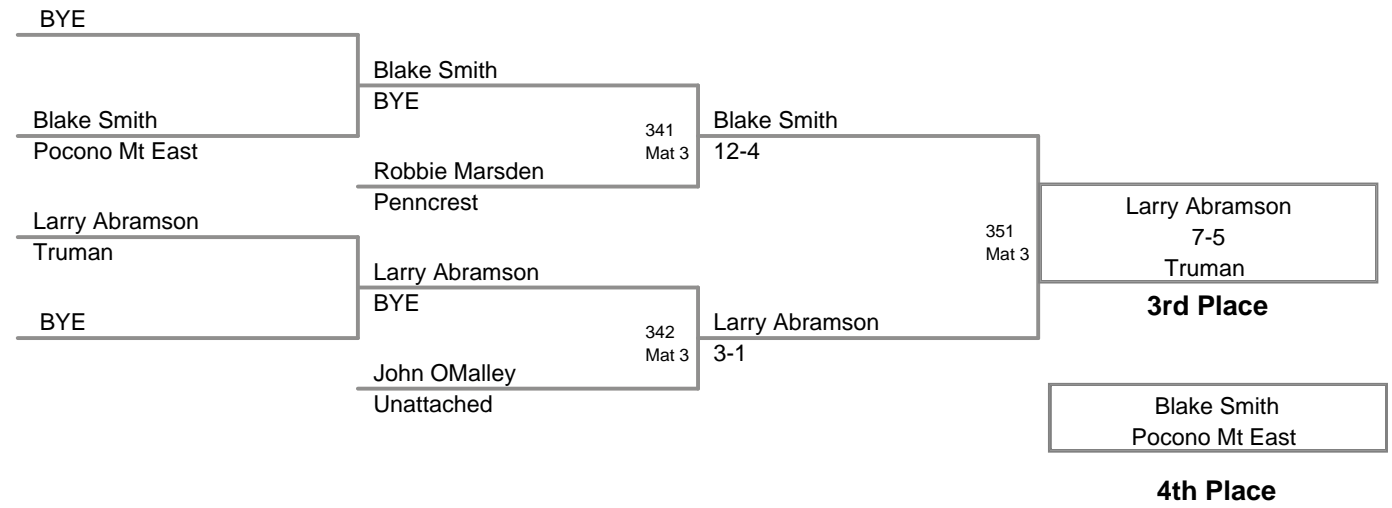 BYE
Blake Smith
BYE
Blake Smith
Pocono Mt East
341
Mat 3
Blake Smith
12-4
Robbie Marsden
Penncrest
Larry Abramson
Truman
351
Mat 3
Larry Abramson
7-5
Truman
3rd Place
Larry Abramson
BYE
BYE
342
Mat 3
Larry Abramson
3-1
John OMalley
Unattached
Blake Smith
Pocono Mt East
4th Place